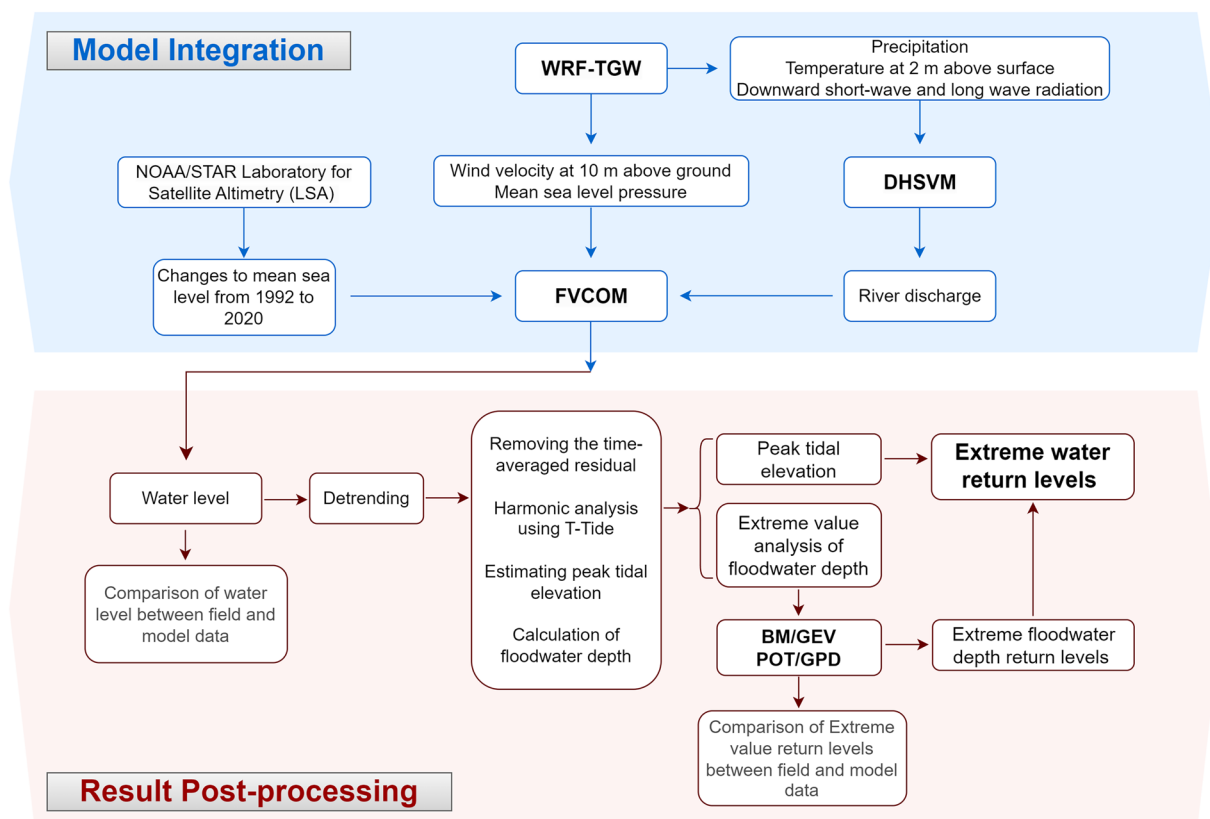 Model Integration
WRF-TGW
Precipitation
Temperature at 2 m above surface
Downward short-wave and long wave radiation
NOAA/STAR Laboratory for
Satellite Altimetry (LSA)
Wind velocity at 10 m above ground
Mean sea level pressure
DHSVM
Changes to mean sea
level from 1992 to
2020
FVCOM
River discharge
Water level
Detrending
Comparison of water
level between field and
model data
Removing the time-
averaged residual
Harmonic analysis
using T-Tide
Estimating peak tidal
elevation
Calculation of
floodwater depth
Peak tidal
elevation
Extreme value
analysis of
floodwater depth
Extreme water
return levels
BM/GEV
POT/GPD
Extreme floodwater
depth return levels
Comparison of Extreme
value return levels
between field and model
data
Result Post-processing